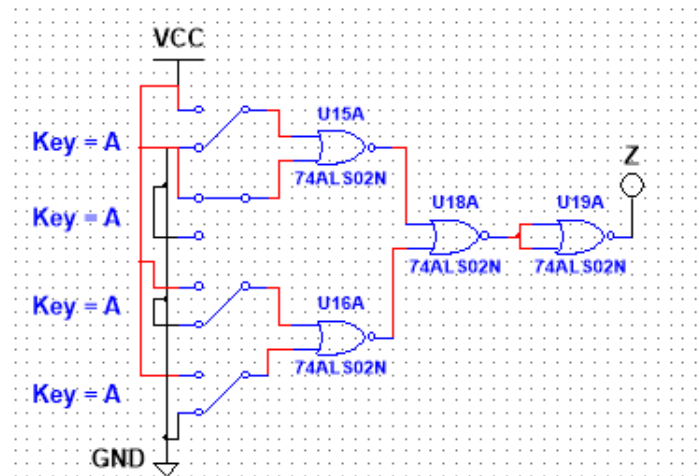 VCC
U15A
Key = A
74ALS02N
Z
Key = A
U18A
U19A
74ALS02N
74ALS02N
Key = A
U16A
74ALS02N
Key = A
GND